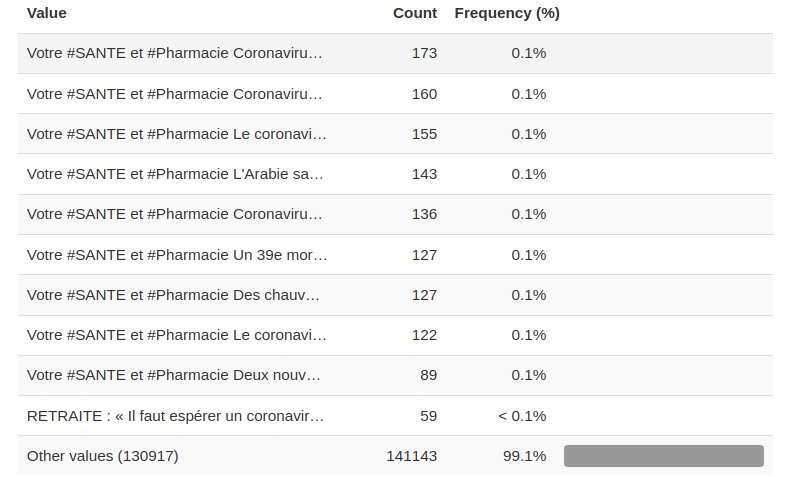 Value Count Frequency (%)
Votre #SANTE et #Pharmacie Coronaviru… 173 0.1%
Votre #SANTE et #Pharmacie Coronaviru… 160 0.1%
Votre #SANTE et #Pharmacie Le coronavi… 155 0.1%
Votre #SANTE et #Pharmacie L'Arabie sa… 143 0.1%
Votre #SANTE et #Pharmacie Coronaviru… 136 0.1%
Votre #SANTE et #Pharmacie Un 39e mor… 127 0.1%
Votre #SANTE et #Pharmacie Des chauv… 127 0.1%
Votre #SANTE et #Pharmacie Le coronavi… 122 0.1%
Votre #SANTE et #Pharmacie Deux nouv… 89 0.1%
RETRAITE : « Il faut espérer un coronavir… 59 < 0.1%
Other values (130917) 141143 99.1%